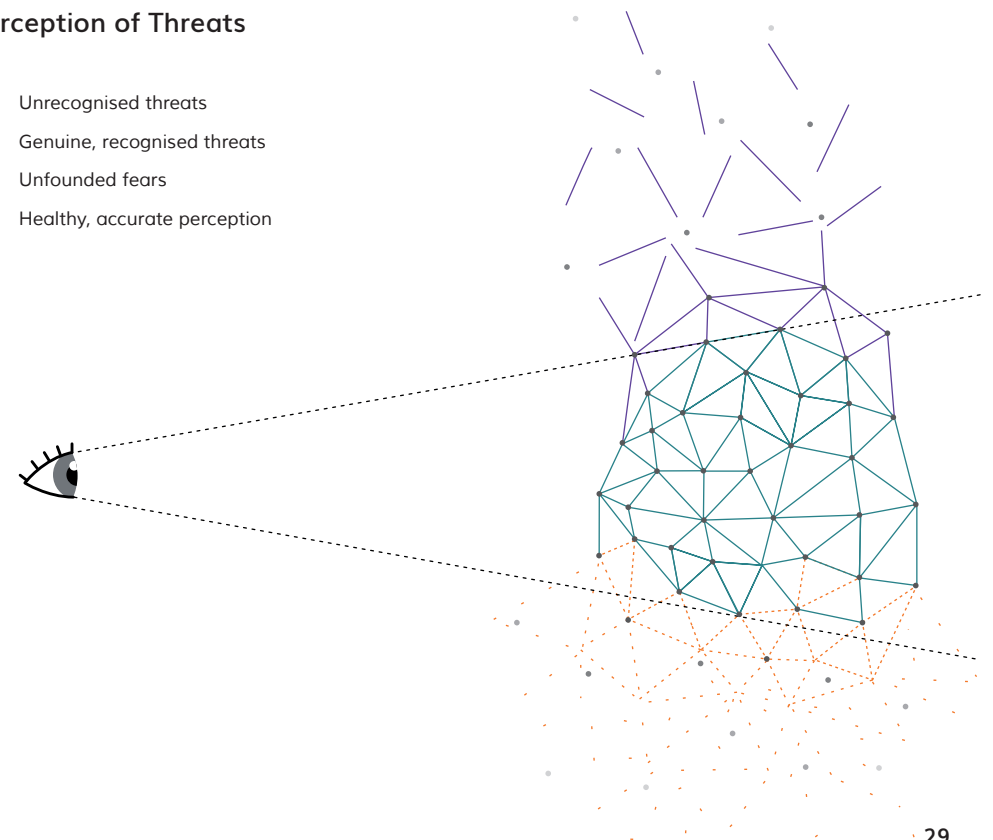 rception of Threats
Unrecognised threats
Genuine, recognised threats
Unfounded fears
Healthy, accurate perception
29